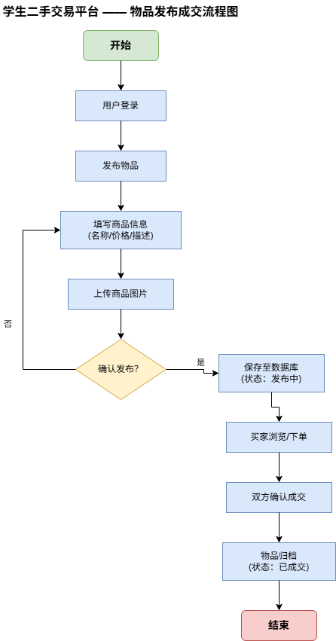 学生二手交易平台 —— 物品发布成交流程图
开始
用户登录
发布物品
填写商品信息
(名称/价格/描述)
上传商品图片
确认发布?
否
是
保存至数据库
(状态：发布中)
买家浏览/下单
双方确认成交
物品归档
(状态：已成交)
结束